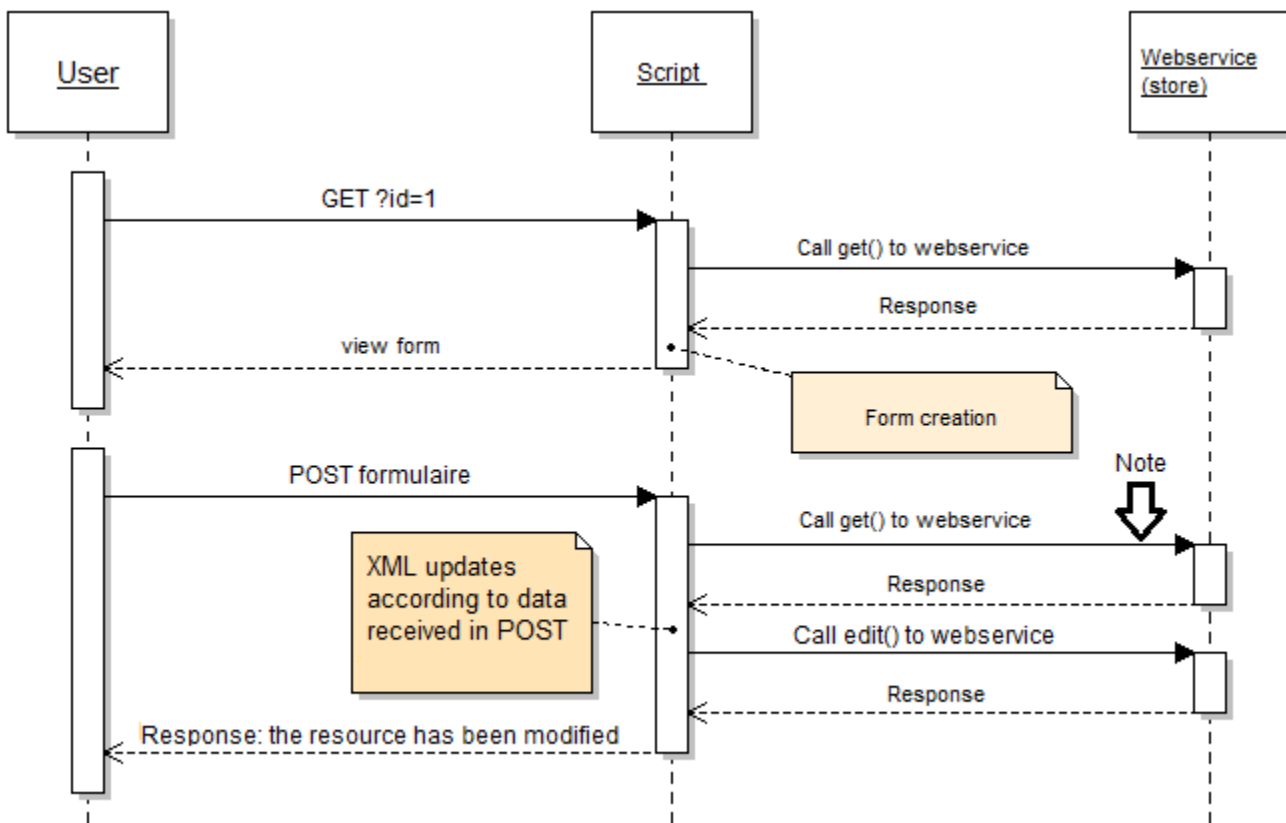 User
Script
Webservice
(store)
GET ?id=1
Call get() to webservice
Response
view form
Form creation
Note
POST formulaire
Call get() to webservice
XML updates
according to data
received in POST
Response
Call edit() to webservice
Response
Response: the resource has been modified